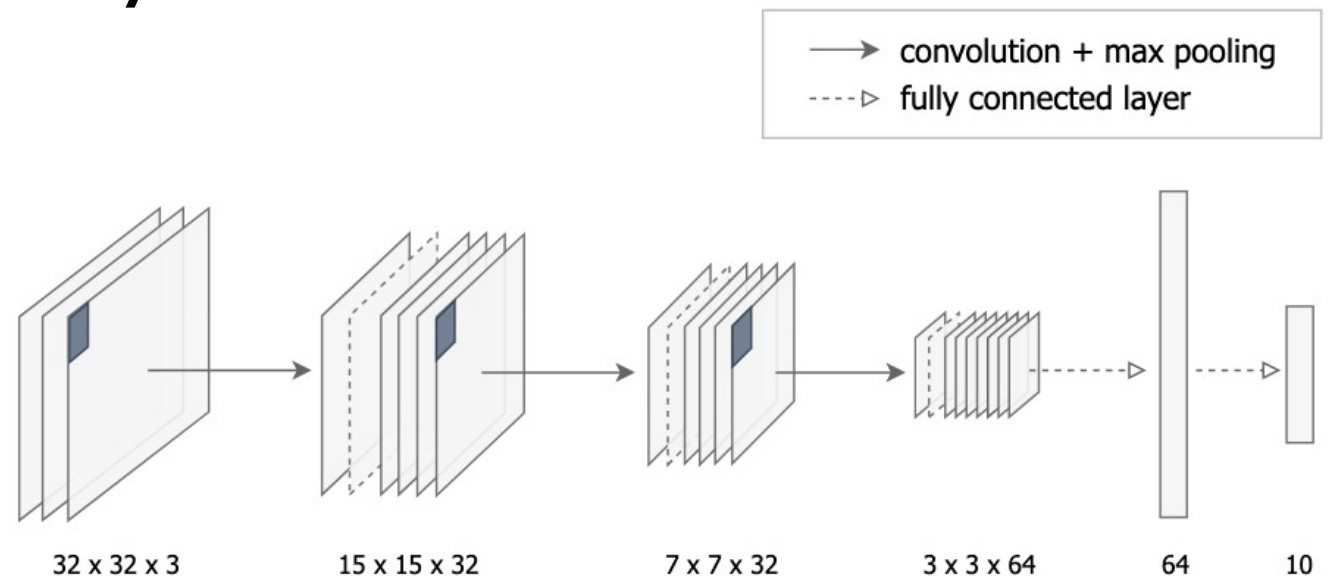 convolution + max pooling
fully connected layer
32 x 32 x 3
15 x 15 x 32
7 x 7 x 32
3 x 3 x 64
64
10